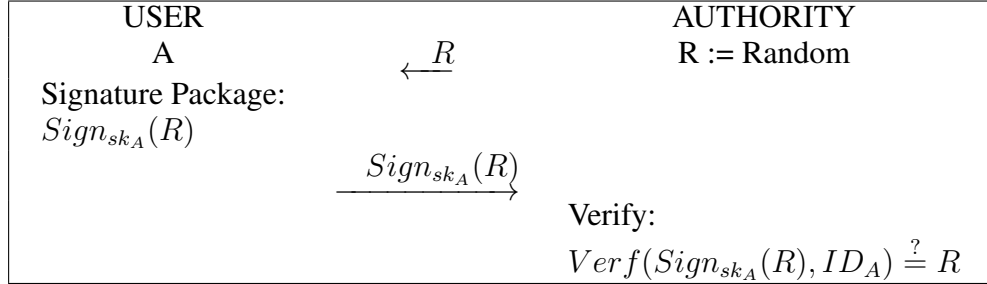 USER AUTHORITY
A R R := Random
Signature Package:
Sign_{sk_A}(R)
Sign_{sk_A}(R)
Verify:
Verf(Sign_{sk_A}(R), ID_A) ≟ R